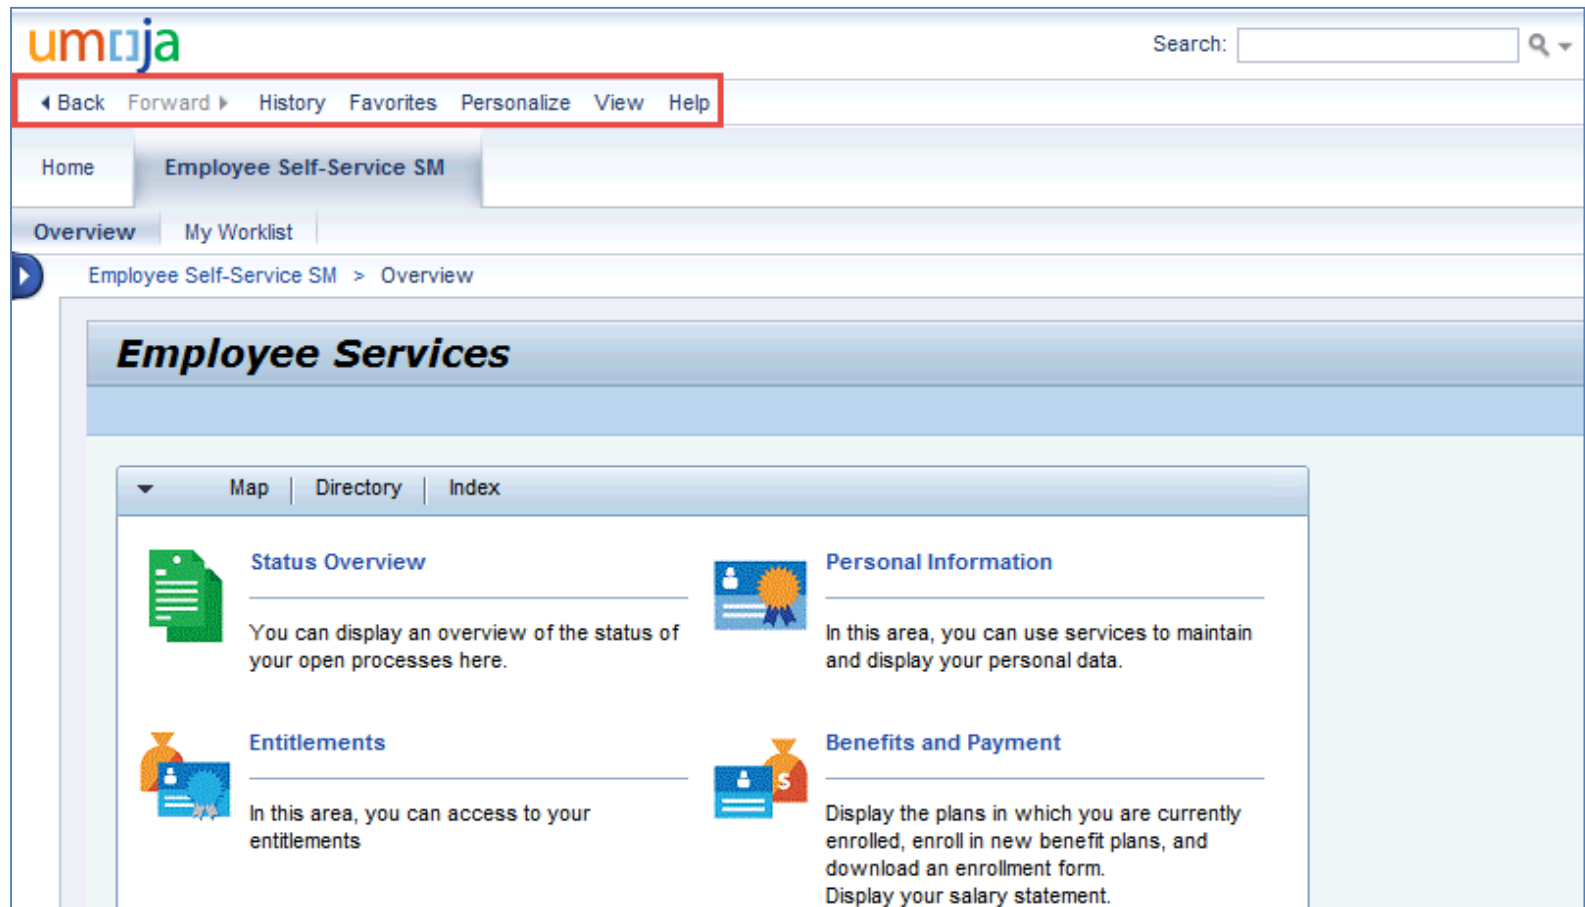 umoja
Search:
Back Forward History Favorites Personalize View Help
Home Employee Self-Service SM
Overview My Worklist
Employee Self-Service SM > Overview
Employee Services
Map | Directory | Index
Status Overview
You can display an overview of the status of
your open processes here.
Personal Information
In this area, you can use services to maintain
and display your personal data.
Entitlements
In this area, you can access to your
entitlements
Benefits and Payment
$
Display the plans in which you are currently
enrolled, enroll in new benefit plans, and
download an enrollment form.
Display your salary statement.